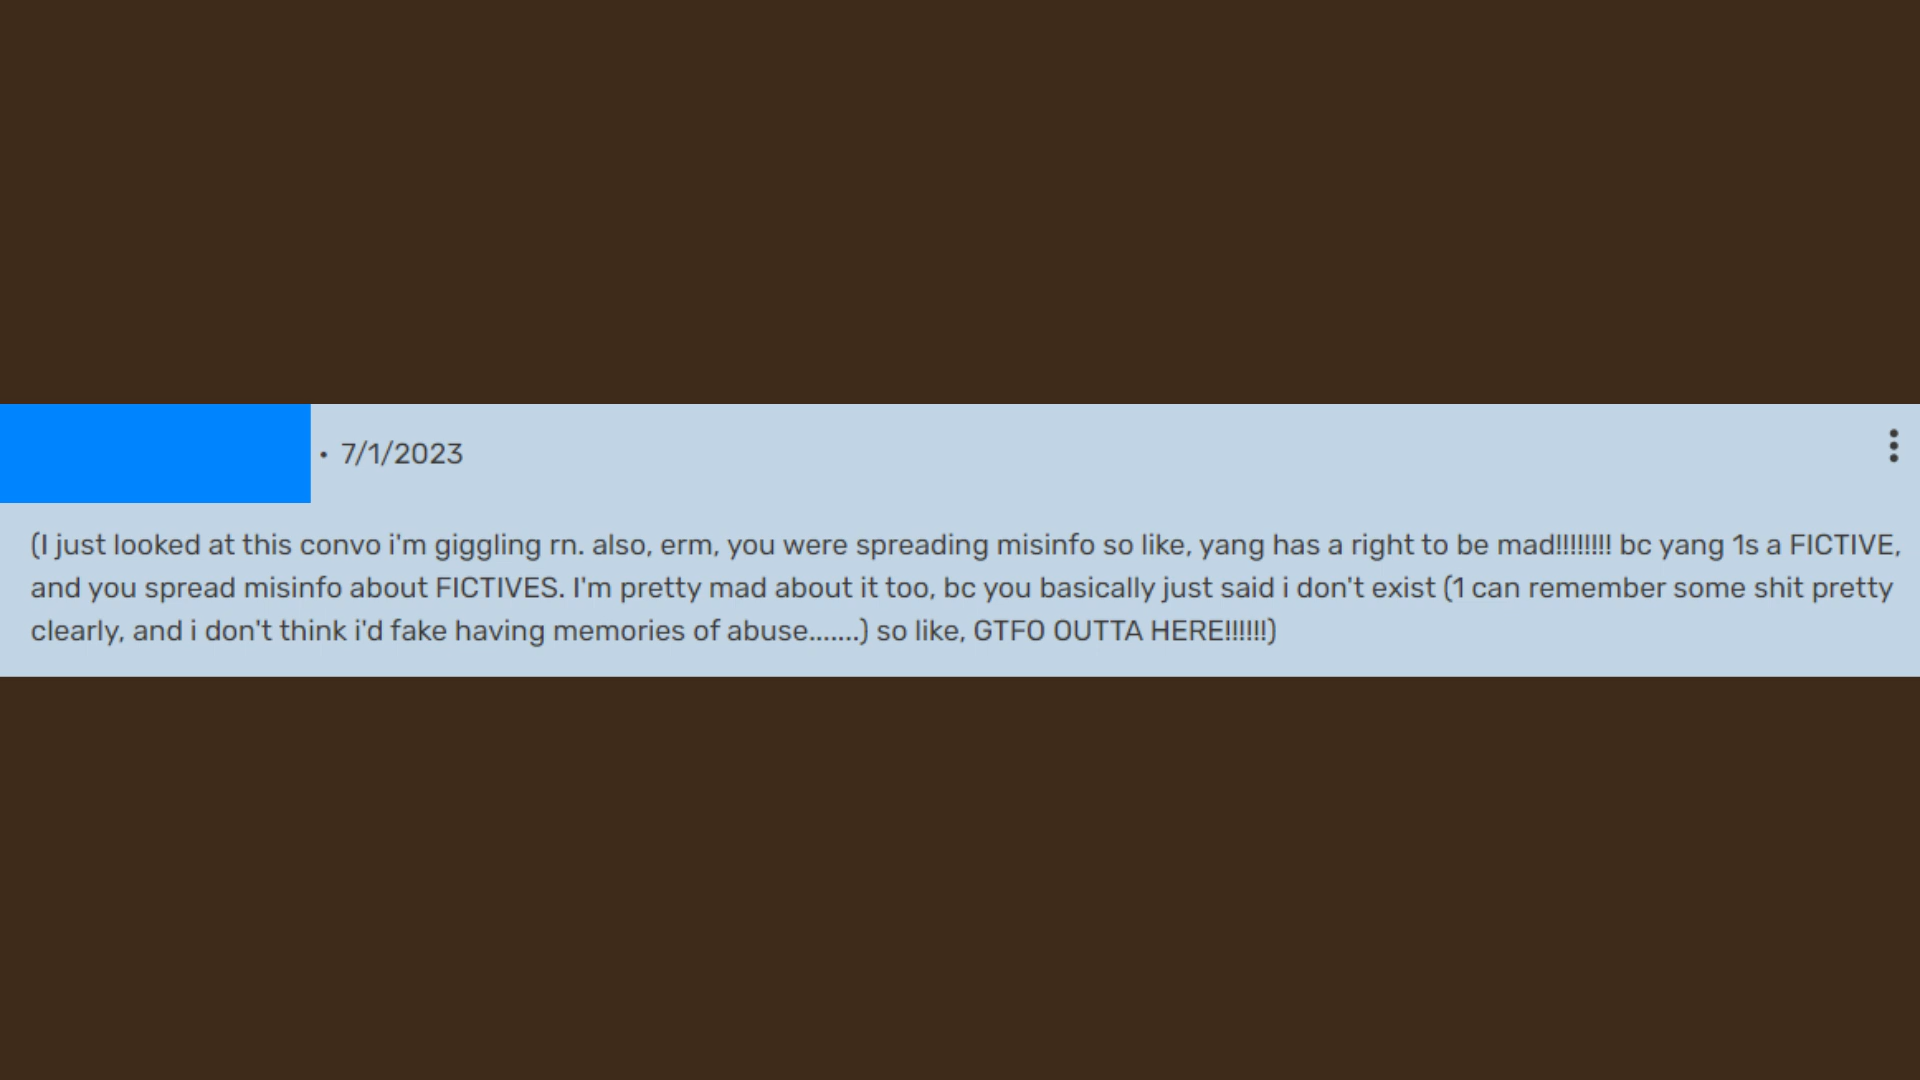 • 7/1/2023
(I just looked at this convo i'm giggling rn. also, erm, you were spreading misinfo so like, yang has a right to be mad!!!!!!!! bc yang 1s a FICTIVE,
and you spread misinfo about FICTIVES. I'm pretty mad about it too, bc you basically just said i don't exist (1 can remember some shit pretty
clearly, and i don't think i'd fake having memories of abuse.......) so like, GTFO OUTTA HERE!!!!!!)